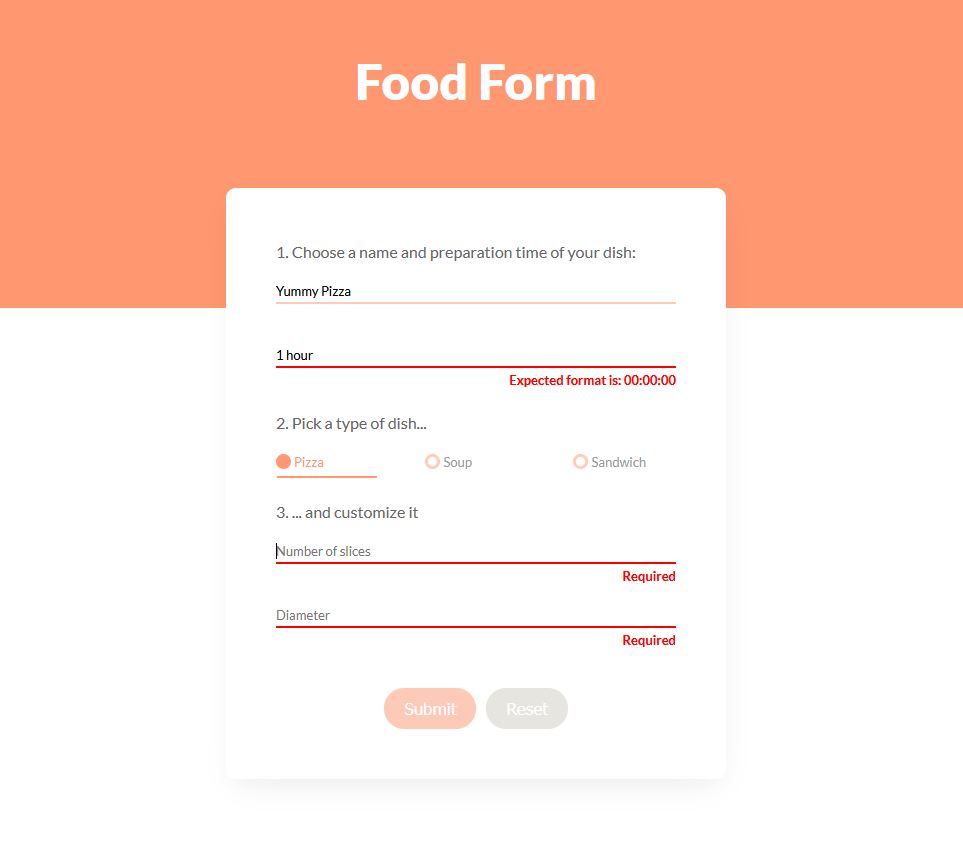 Food Form
1. Choose a name and preparation time of your dish:
Yummy Pizza
1 hour
Expected format is: 00:00:00
2. Pick a type of dish...
Pizza Soup Sandwich
3. ... and customize it
Number of slices
Required
Diameter
Required
Submit Reset